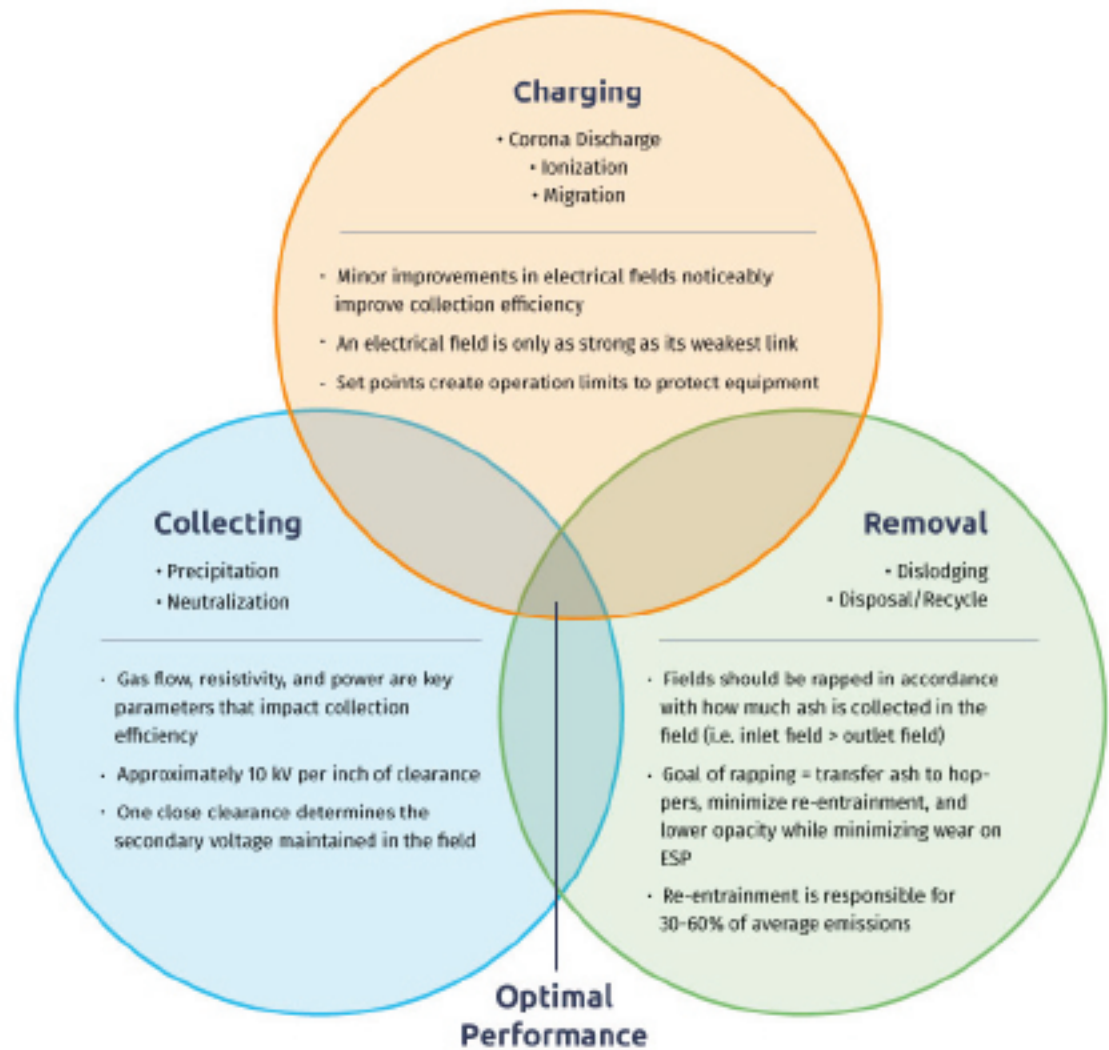 Charging
• Corona Discharge
• Ionization
• Migration
· Minor improvements in electrical fields noticeably
improve collection efficiency
· An electrical field is only as strong as its weakest link
- Set points create operation limits to protect equipment
Collecting
• Precipitation
• Neutralization
· Gas flow, resistivity, and power are key
parameters that impact collection
efficiency
· Approximately 10 kV per inch of clearance
· One close clearance determines the
secondary voltage maintained in the field
Removal
• Dislodging
• Disposal/Recycle
· Fields should be rapped in accordance
with how much ash is collected in the
field (i.e. inlet field > outlet field)
· Goal of rapping = transfer ash to hop-
pers, minimize re-entrainment, and
lower opacity while minimizing wear on
ESP
· Re-entrainment is responsible for
30-60% of average emissions
Optimal
Performance